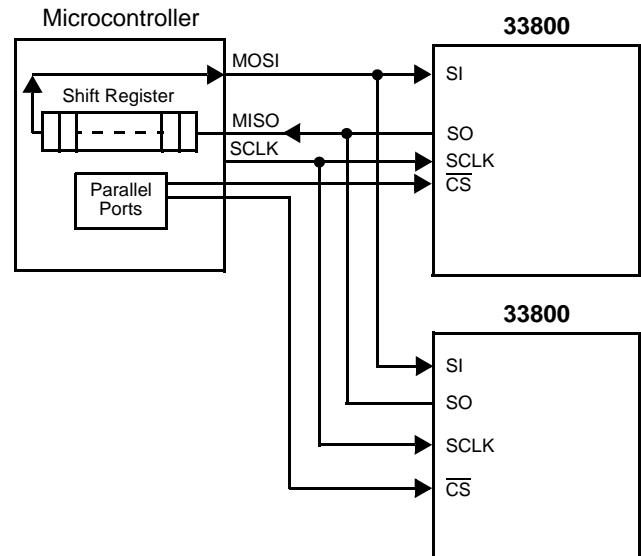 Microcontroller
33800
MOSI
SI
Shift Register
MISO
SO
SCLK
SCLK
CS
Parallel
Ports
33800
SI
SO
SCLK
CS